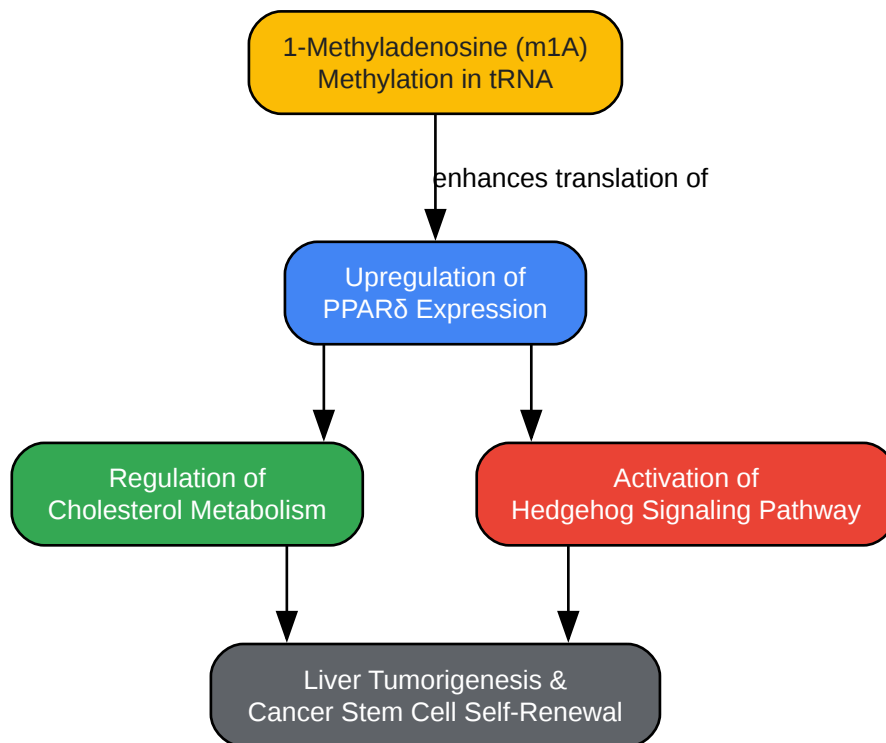 1-Methyladenosine (m1A)
Methylation in tRNA
enhances translation of
Upregulation of
PPARδ Expression
Regulation of
Cholesterol Metabolism
Activation of
Hedgehog Signaling Pathway
Liver Tumorigenesis &
Cancer Stem Cell Self-Renewal